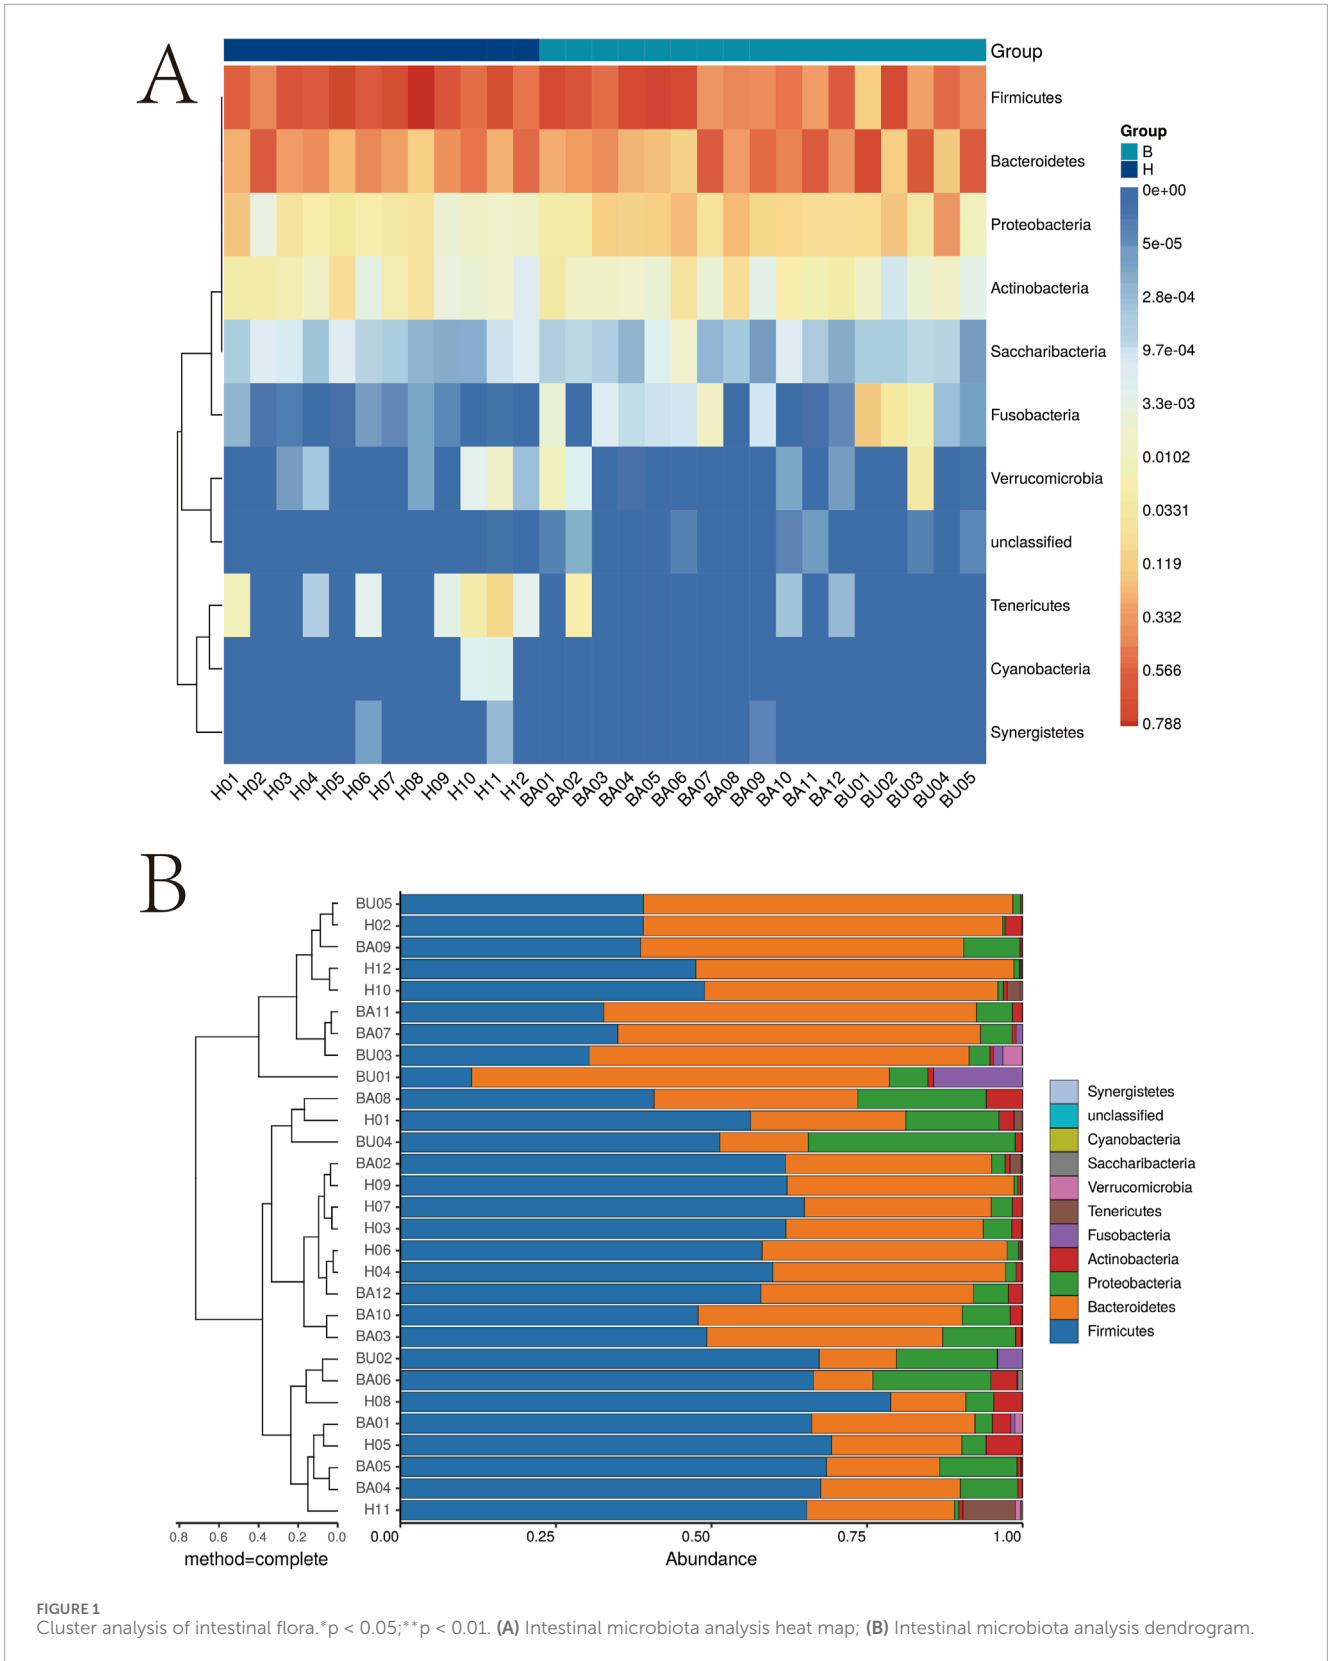 A
Group
Firmicutes
Bacteroidetes
Proteobacteria
Actinobacteria
Saccharibacteria
Fusobacteria
Verrucomicrobia
unclassified
Tenericutes
Cyanobacteria
Synergistetes
Group
B
H
0e+00
5e-05
2.8e-04
9.7e-04
3.3e-03
0.0102
0.0331
0.119
0.332
0.566
0.788
H01 H02 H03 H04 H05 H06 H07 H08 H09 H10 H11 H12 BA01 BA02 BA03 BA04 BA05 BA06 BA07 BA08 BA09 BA10 BA11 BA12 BU01 BU02 BU03 BU04 BU05
B
BU05
H02
BA09
H12
H10
BA11
BA07
BU03
BU01
BA08
H01
BU04
BA02
H09
H07
H03
H06
H04
BA12
BA10
BA03
BU02
BA06
H08
BA01
H05
BA05
BA04
H11
Synergistetes
unclassified
Cyanobacteria
Saccharibacteria
Verrucomicrobia
Tenericutes
Fusobacteria
Actinobacteria
Proteobacteria
Bacteroidetes
Firmicutes
0.8 0.6 0.4 0.2 0.0
method=complete
0.00 0.25 0.50 0.75 1.00
Abundance
FIGURE 1
Cluster analysis of intestinal flora.*p < 0.05;**p < 0.01. (A) Intestinal microbiota analysis heat map; (B) Intestinal microbiota analysis dendrogram.